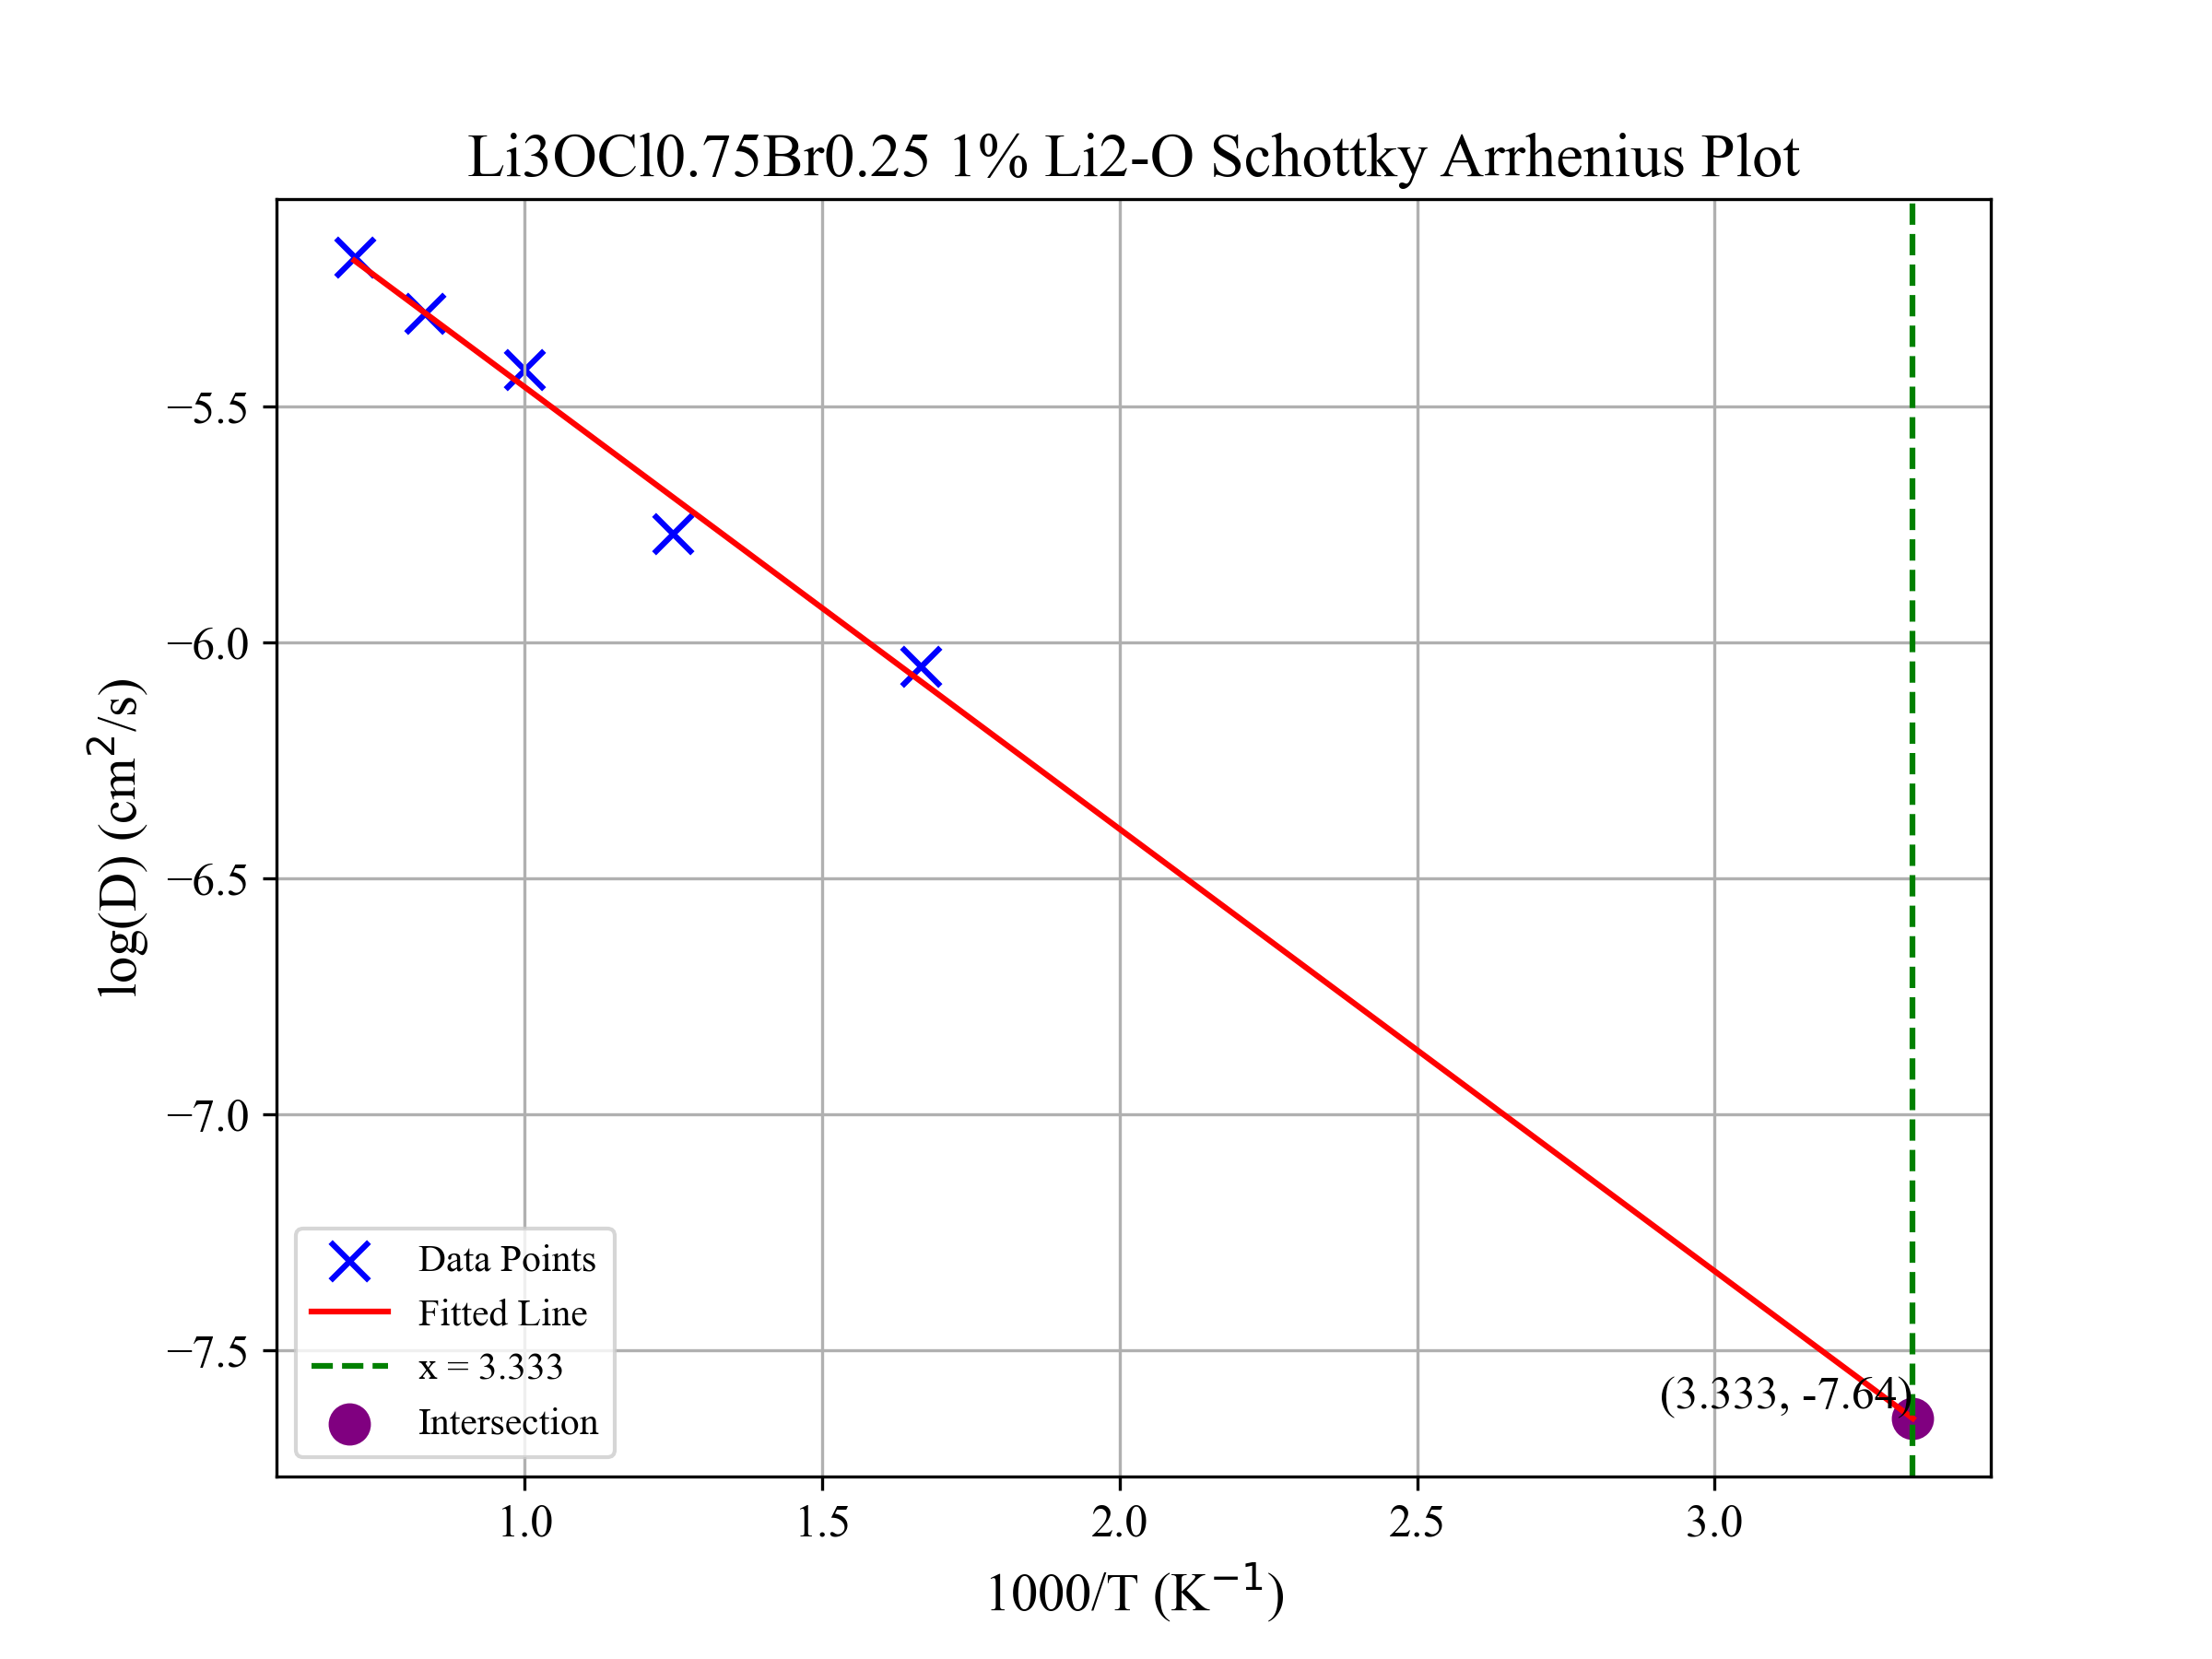 Li3OCl0.75Br0.25 1% Li2-O Schottky Arrhenius Plot
log(D) (cm²/s)
−5.5
−6.0
−6.5
−7.0
−7.5
(3.333, -7.64)
Data Points
Fitted Line
x = 3.333
Intersection
1.0 1.5 2.0 2.5 3.0
1000/T (K⁻¹)